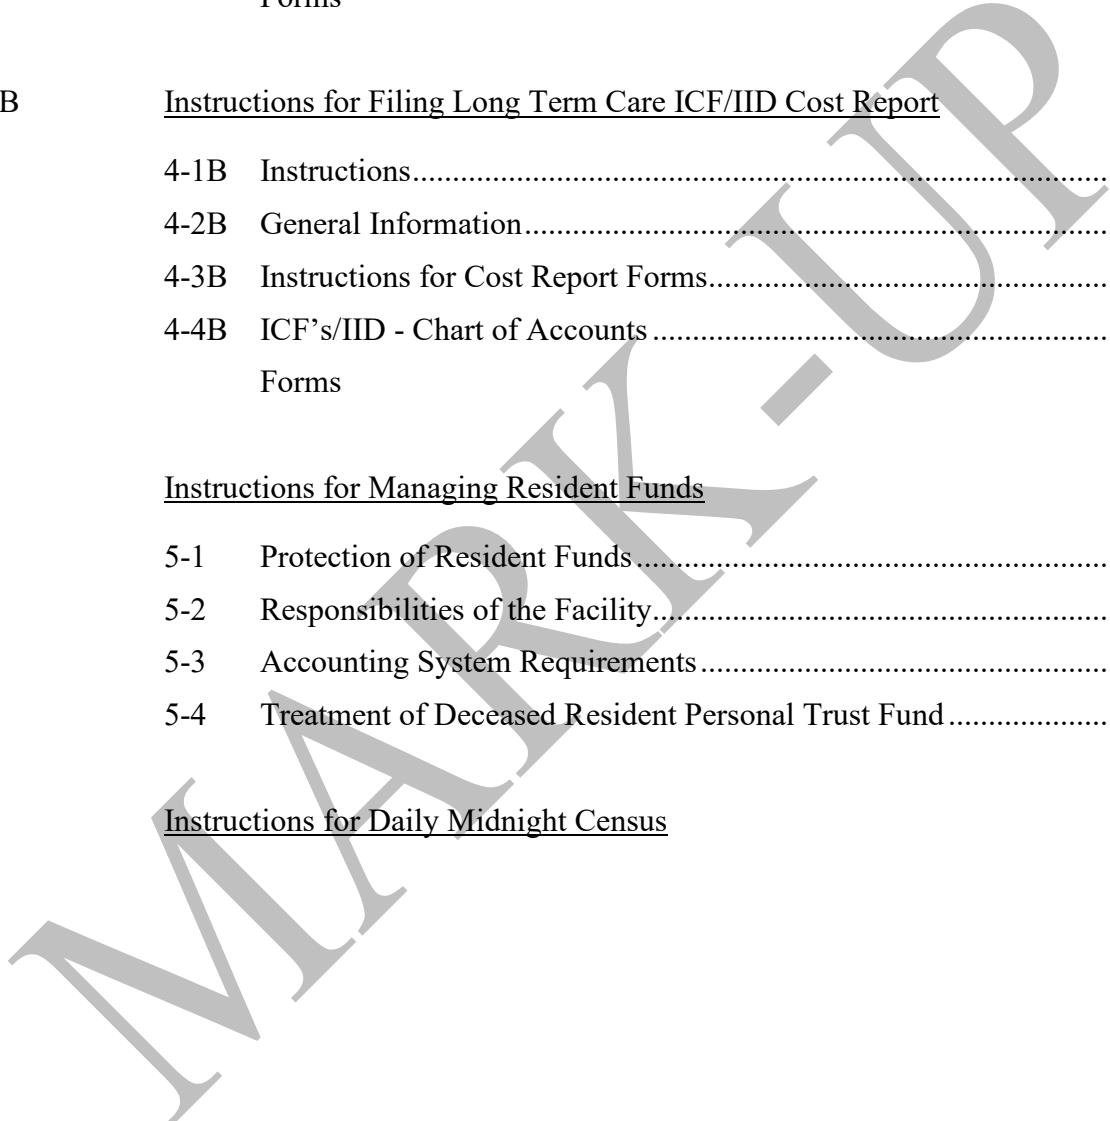 Forms
B Instructions for Filing Long Term Care ICF/IID Cost Report
4-1B Instructions................................................................................................
4-2B General Information..................................................................................
4-3B Instructions for Cost Report Forms...........................................................
4-4B ICF’s/IID - Chart of Accounts ..................................................................
Forms
Instructions for Managing Resident Funds
5-1 Protection of Resident Funds....................................................................
5-2 Responsibilities of the Facility..................................................................
5-3 Accounting System Requirements............................................................
5-4 Treatment of Deceased Resident Personal Trust Fund....................
Instructions for Daily Midnight Census
MARK-UP